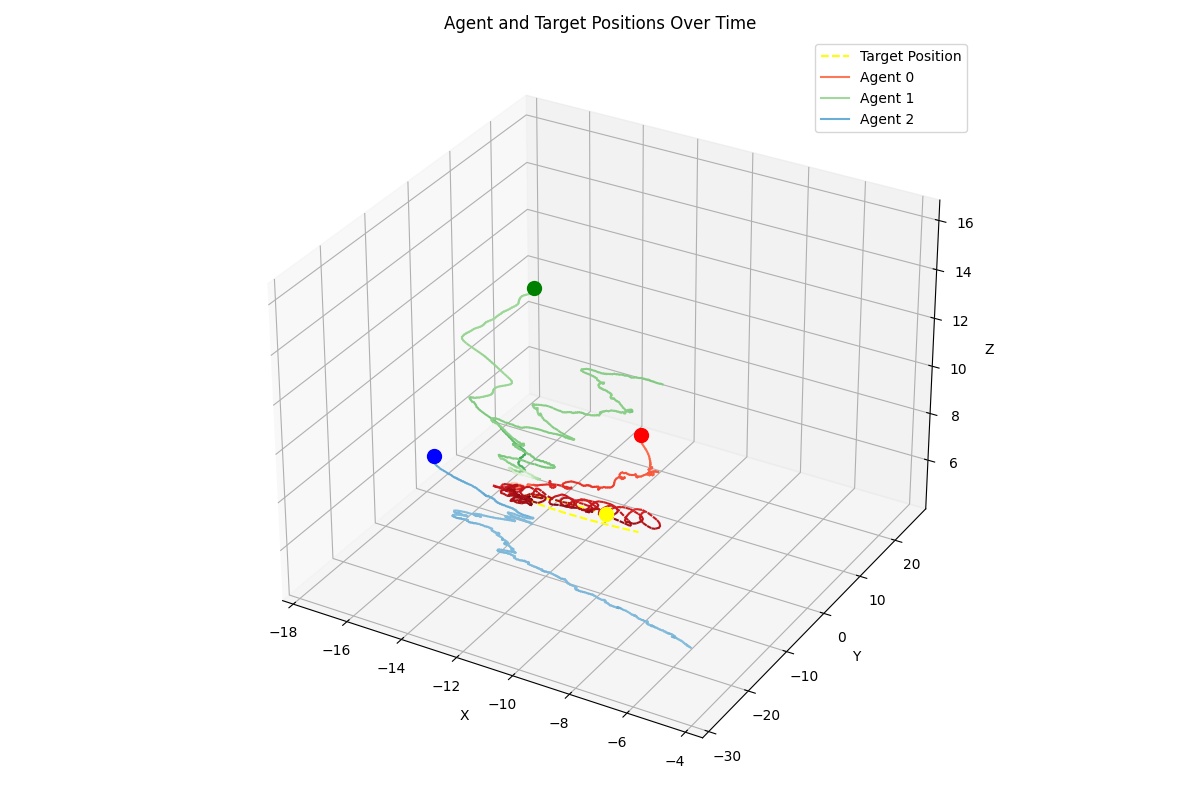 Agent and Target Positions Over Time
Target Position
Agent 0
Agent 1
Agent 2
16
14
12
10
8
6
Z
20
10
0
−10
−20
−30
Y
−18
−16
−14
−12
−10
−8
−6
−4
X